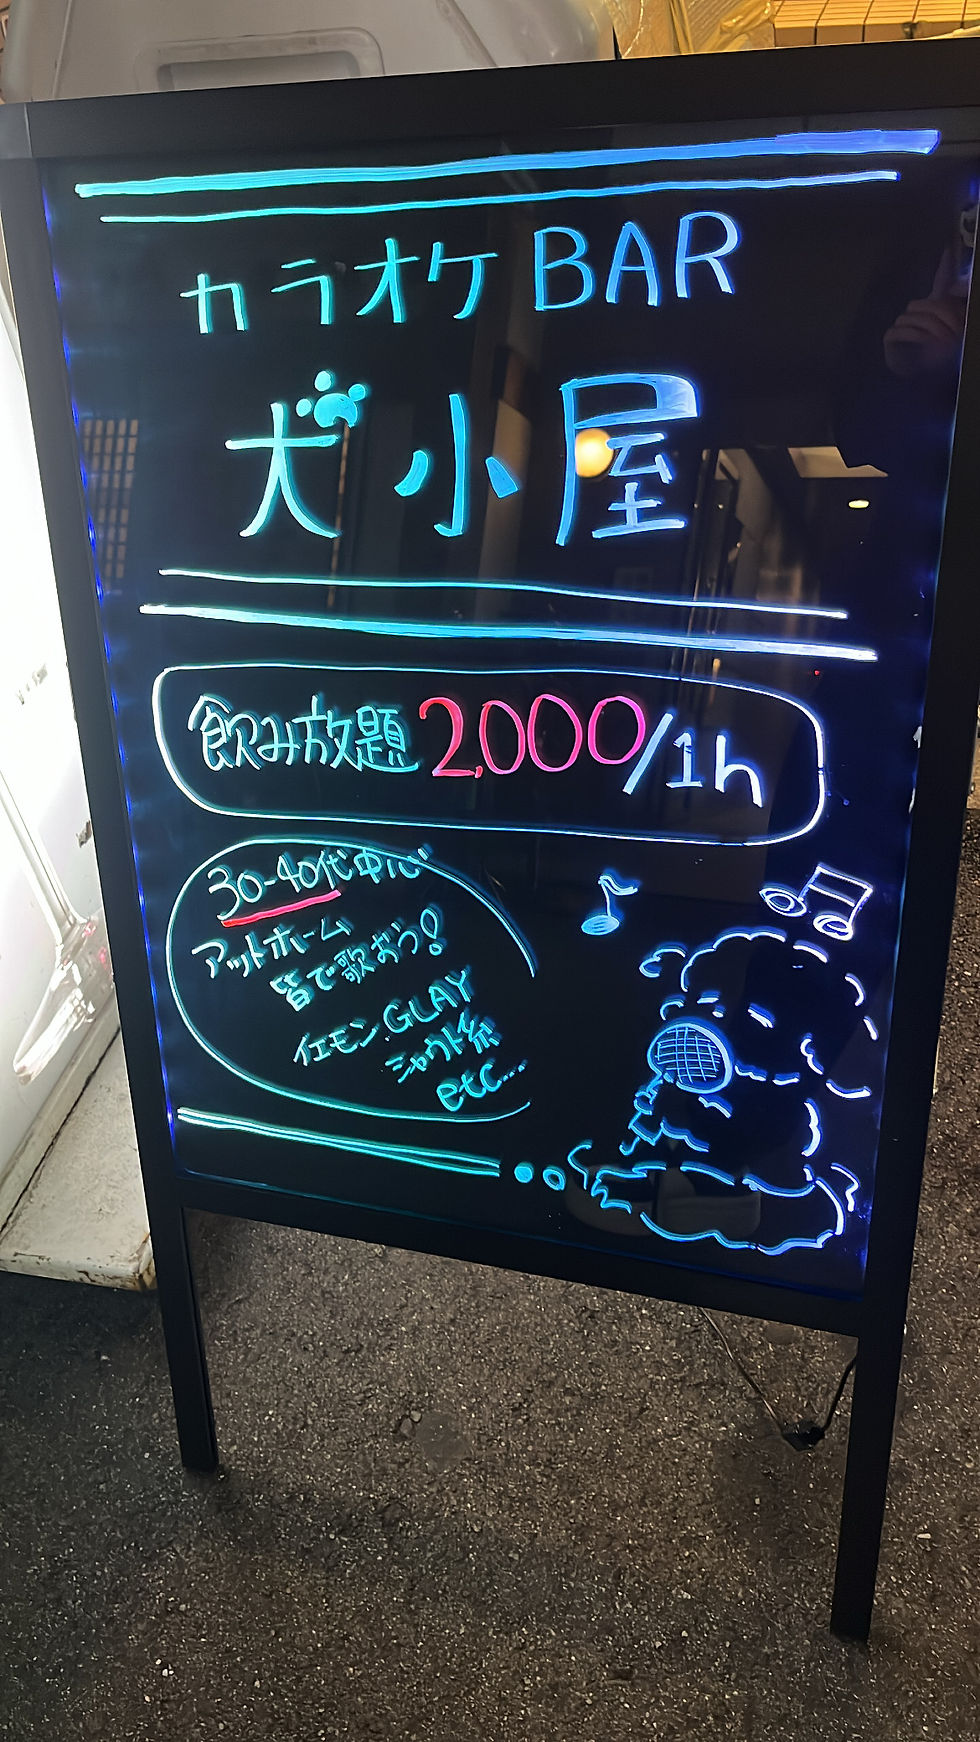 カラオケBAR
犬小屋
飲み放題2,000/1h
30-40代中心
アットホーム
皆で歌おう!
イエモン.GLAY
シャウト系
etc...